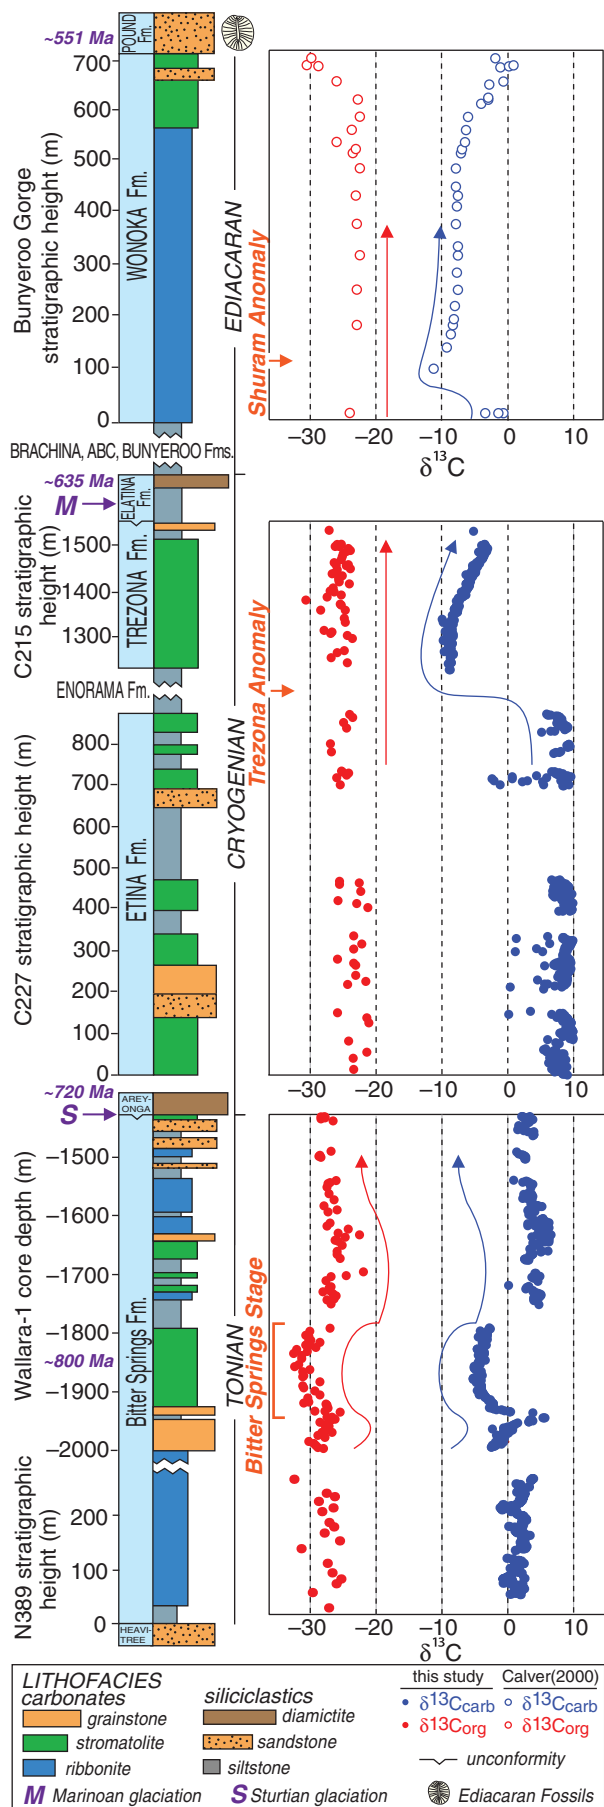 ~551 Ma
POUND
Fm.
700
600
500
400
300
200
100
0
Bunyeroo Gorge
stratigraphic height (m)
WONOKA Fm.
EDIACARAN
Shuram Anomaly
−30
−20
−10
0
10
δ13C
BRACHINA, ABC, BUNYEROO Fms.
~635 Ma
M
ELATINA
Fm.
1500
1400
1300
C215 stratigraphic
height (m)
TREZONA Fm.
ENORAMA Fm.
Trezona Anomaly
CRYOGENIAN
800
700
600
500
400
300
200
100
0
C227 stratigraphic height (m)
ETINA Fm.
−30
−20
−10
0
10
~720 Ma
S
AREY-
ONGA
−1500
−1600
−1700
−1800
~800 Ma
−1900
−2000
Wallara-1 core depth (m)
Bitter Springs Fm.
TONIAN
Bitter Springs Stage
200
100
0
N389 stratigraphic
height (m)
HEAVI-
TREE
−30
−20
−10
0
10
δ13C
LITHOFACIES
carbonates
grainstone
stromatolite
ribbonite
siliciclastics
diamictite
sandstone
siltstone
this study
δ13Ccarb
δ13Corg
Calver(2000)
δ13Ccarb
δ13Corg
unconformity
M Marinoan glaciation
S Sturtian glaciation
Ediacaran Fossils